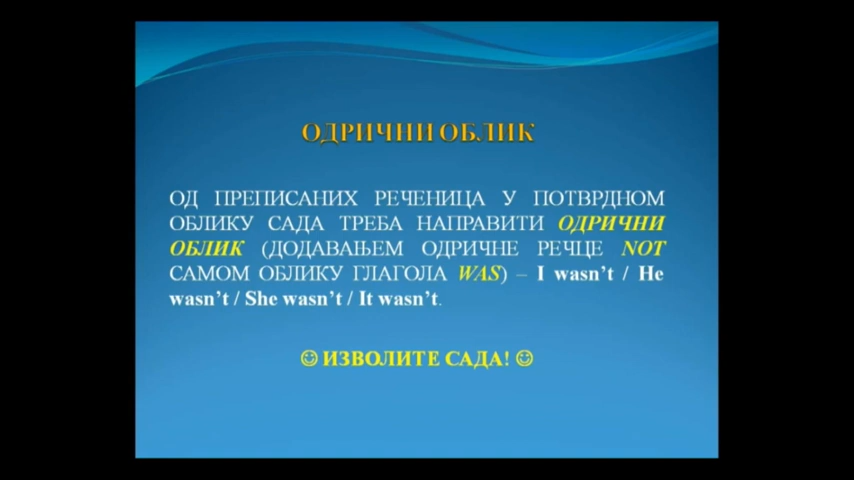 ОДРИЧНИ ОБЛИК
ОД ПРЕПИСАНИХ РЕЧЕНИЦА У ПОТВРДНОМ
ОБЛИКУ САДА ТРЕБА НАПРАВИТИ ОДРИЧНИ
ОБЛИК (ДОДАВАЊЕМ ОДРИЧНЕ РЕЧЦЕ NOT
САМОМ ОБЛИКУ ГЛАГОЛА WAS) – I wasn’t / He
wasn’t / She wasn’t / It wasn’t.
☺ ИЗВОЛИТЕ САДА! ☺